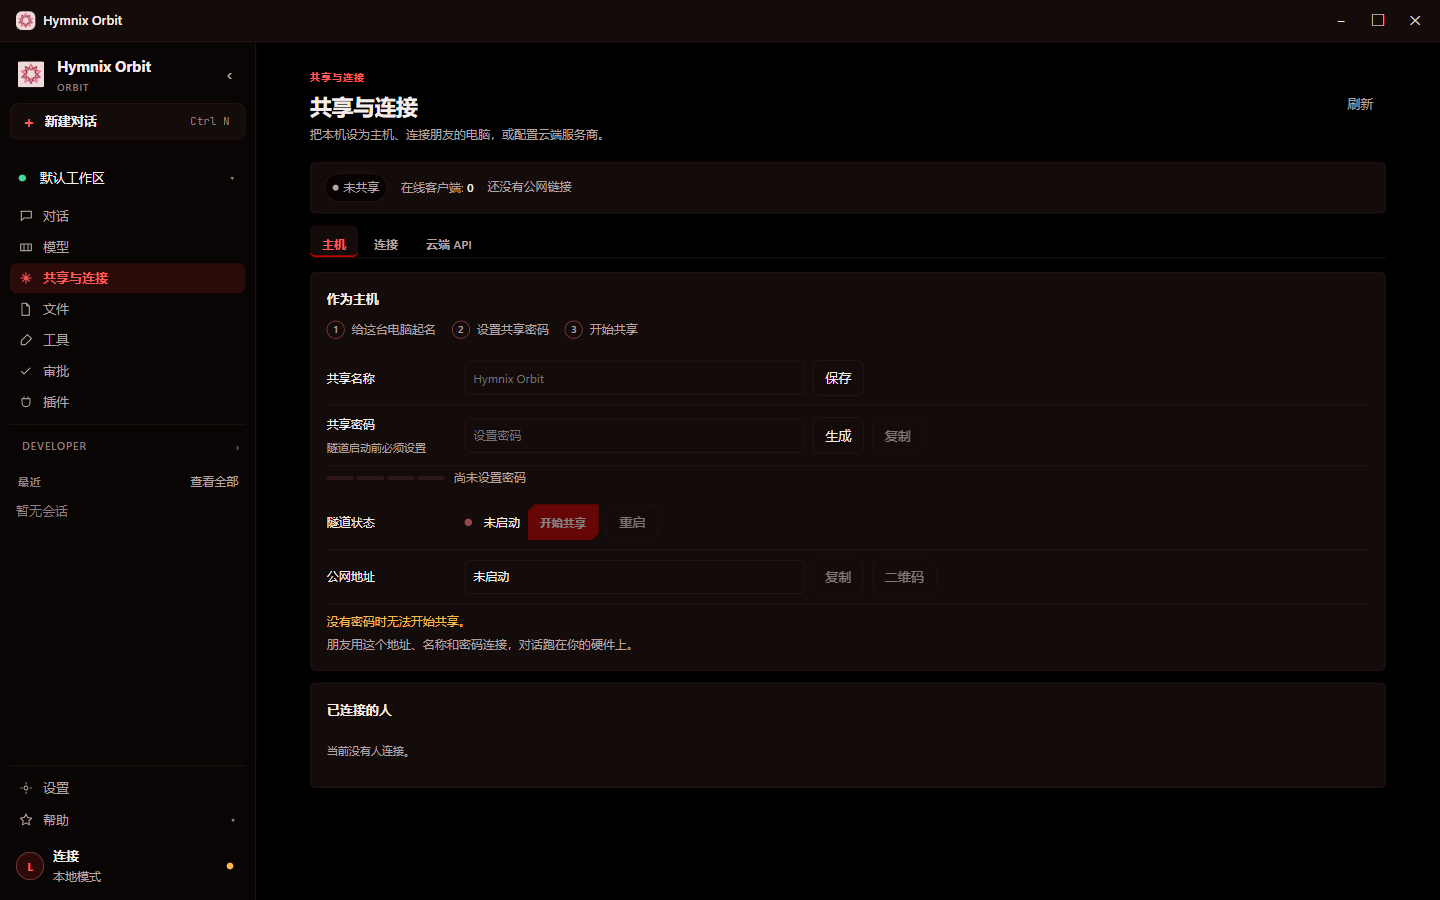 Hymnix Orbit
Hymnix Orbit
ORBIT
+ 新建对话 Ctrl N
默认工作区
对话
模型
共享与连接
文件
工具
审批
插件
DEVELOPER
最近 查看全部
暂无会话
设置
帮助
L 连接
本地模式
共享与连接
共享与连接
刷新
把本机设为主机、连接朋友的电脑，或配置云端服务商。
未共享 在线客户端: 0 还没有公网链接
主机 连接 云端 API
作为主机
1 给这台电脑起名 2 设置共享密码 3 开始共享
共享名称 Hymnix Orbit 保存
共享密码 设置密码 生成 复制
隧道启动前必须设置
尚未设置密码
隧道状态 未启动 开始共享 重启
公网地址 未启动 复制 二维码
没有密码时无法开始共享。
朋友用这个地址、名称和密码连接，对话跑在你的硬件上。
已连接的人
当前没有人连接。